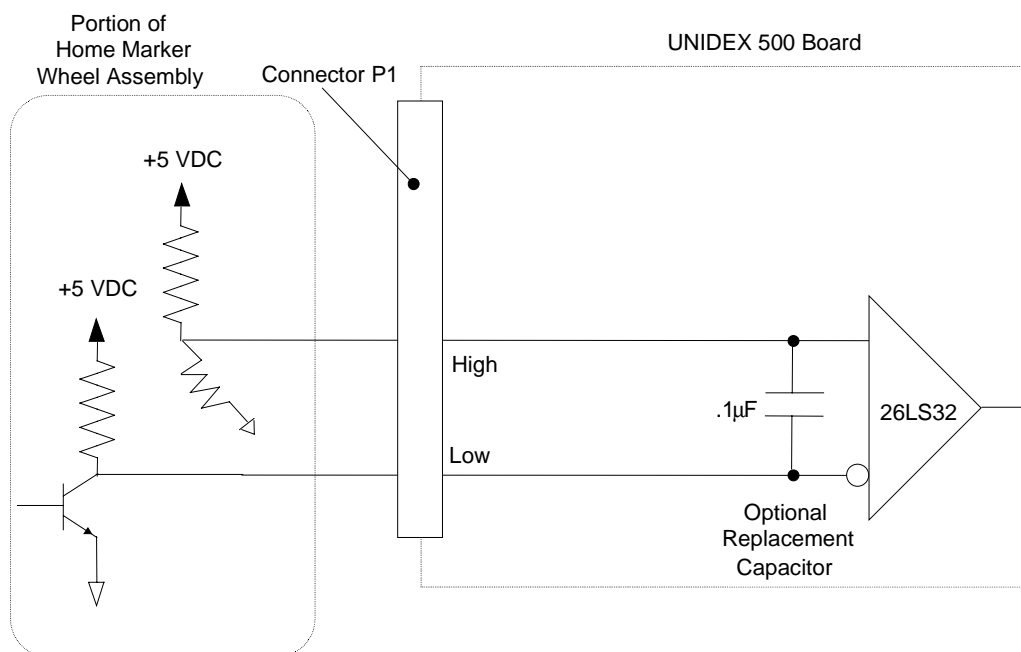 Portion of
Home Marker
Wheel Assembly
Connector P1
UNIDEX 500 Board
+5 VDC
+5 VDC
High
.1μF
26LS32
Low
Optional
Replacement
Capacitor